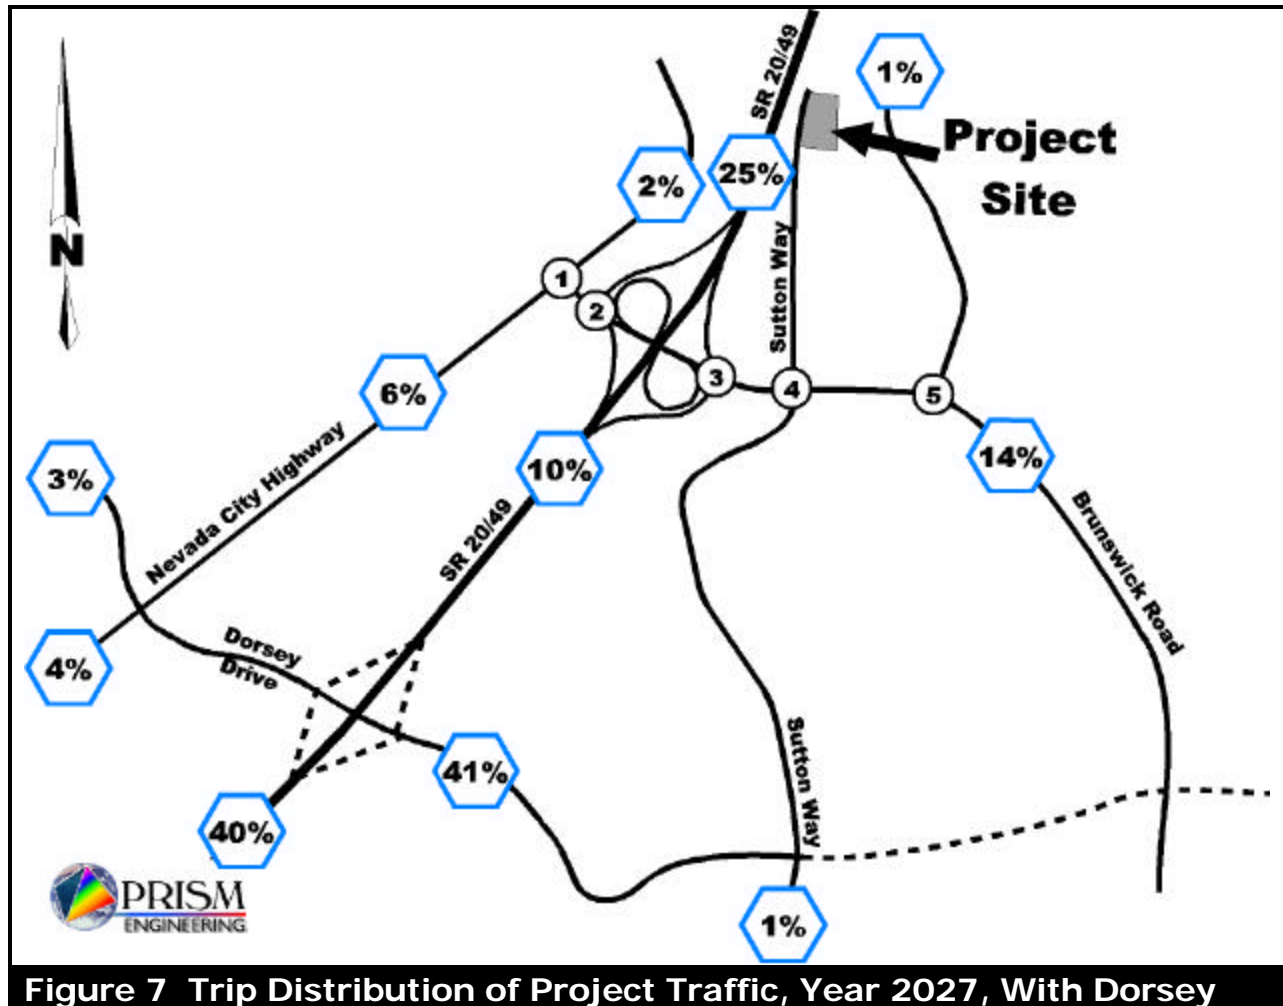 SR 20/49
1%
Project
Site
2%
25%
N
1
2
Sutton Way
3
4
5
6%
3%
10%
14%
Nevada City Highway
SR 20/49
Brunswick Road
Dorsey
Drive
4%
Sutton Way
41%
40%
PRISM
ENGINEERING
1%
Figure 7 Trip Distribution of Project Traffic, Year 2027, With Dorsey